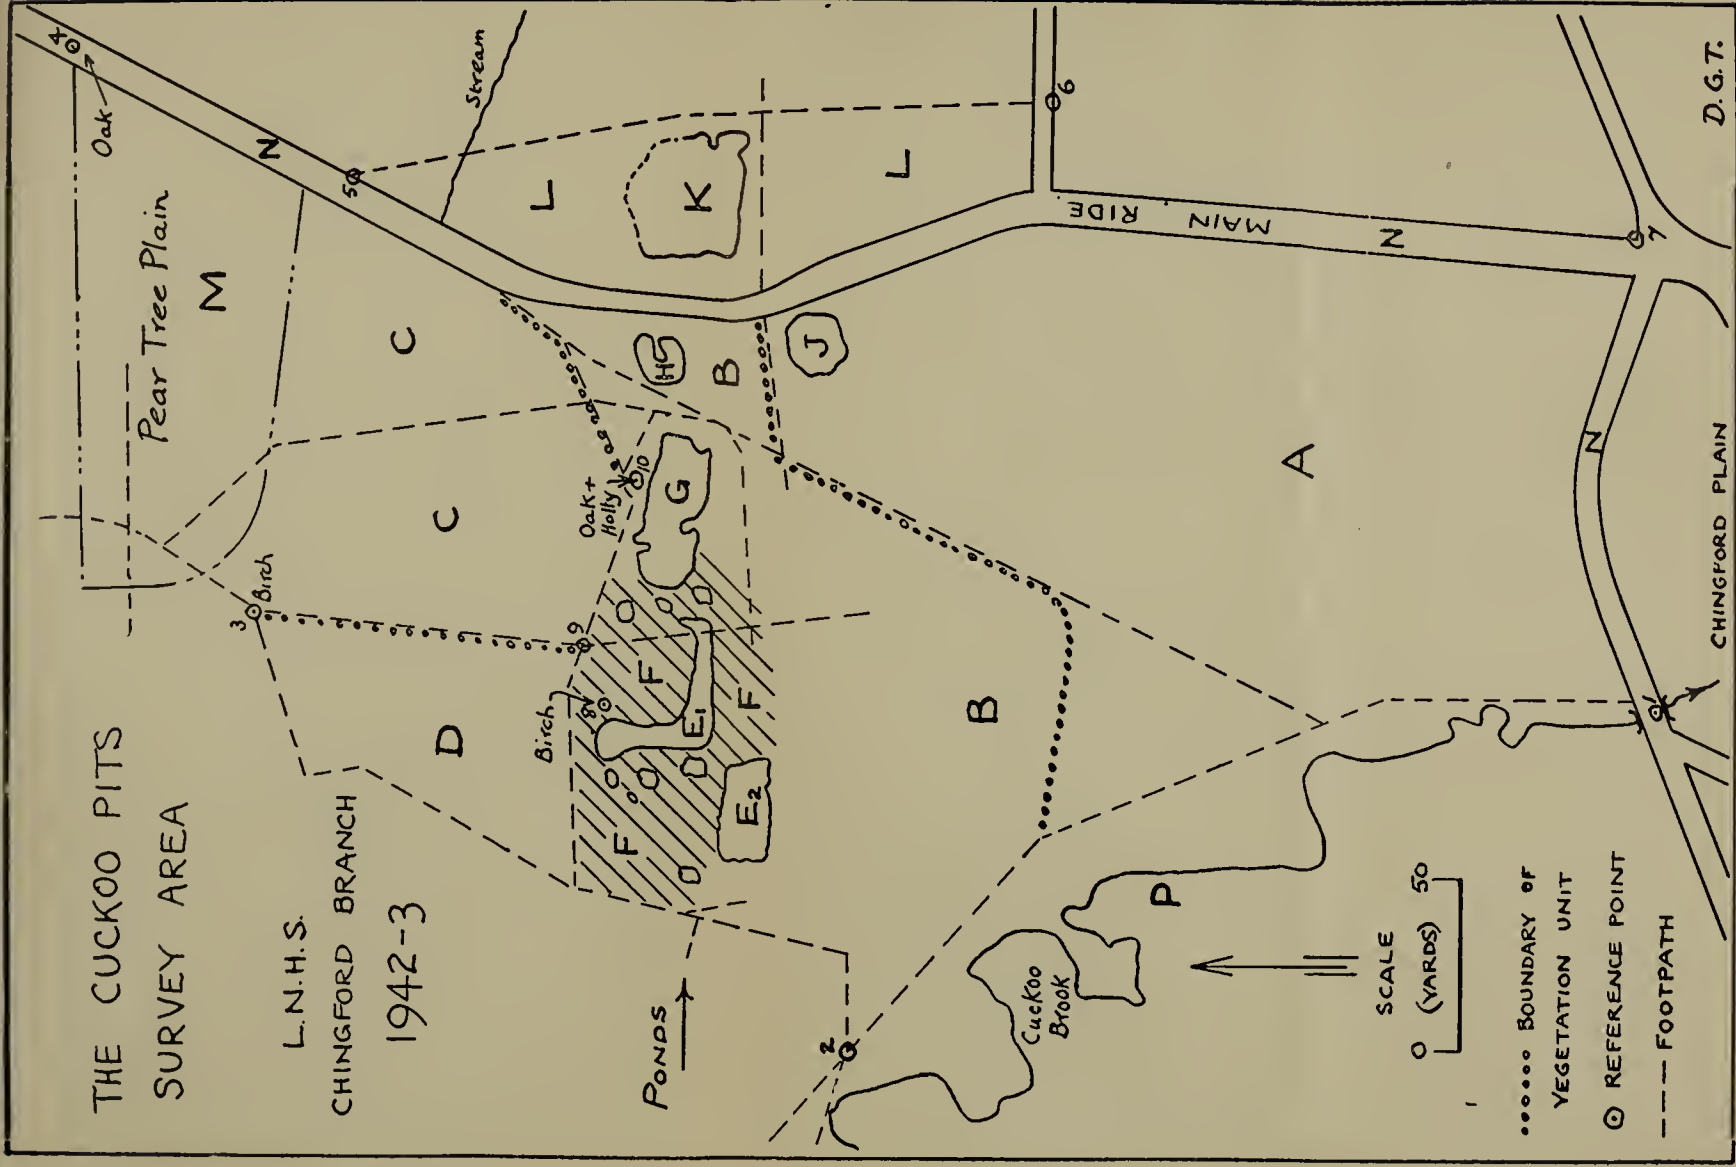 THE CUCKOO PITS
SURVEY AREA
L.N.H.S.
CHINGFORD BRANCH
1942-3
4
Oak
Pear Tree Plain
M
N
5
Stream
L
K
L
6
C
C
3
Birch
D
H
B
J
Oak +
Holly
10
G
9
Birch
8
F
F
F
E1
E2
PONDS
2
B
A
MAIN RIDE
N
7
N
P
Cuckoo
Brook
CHINGFORD PLAIN
D.G.T.
SCALE
0 (YARDS) 50
BOUNDARY OF
VEGETATION UNIT
REFERENCE POINT
FOOTPATH